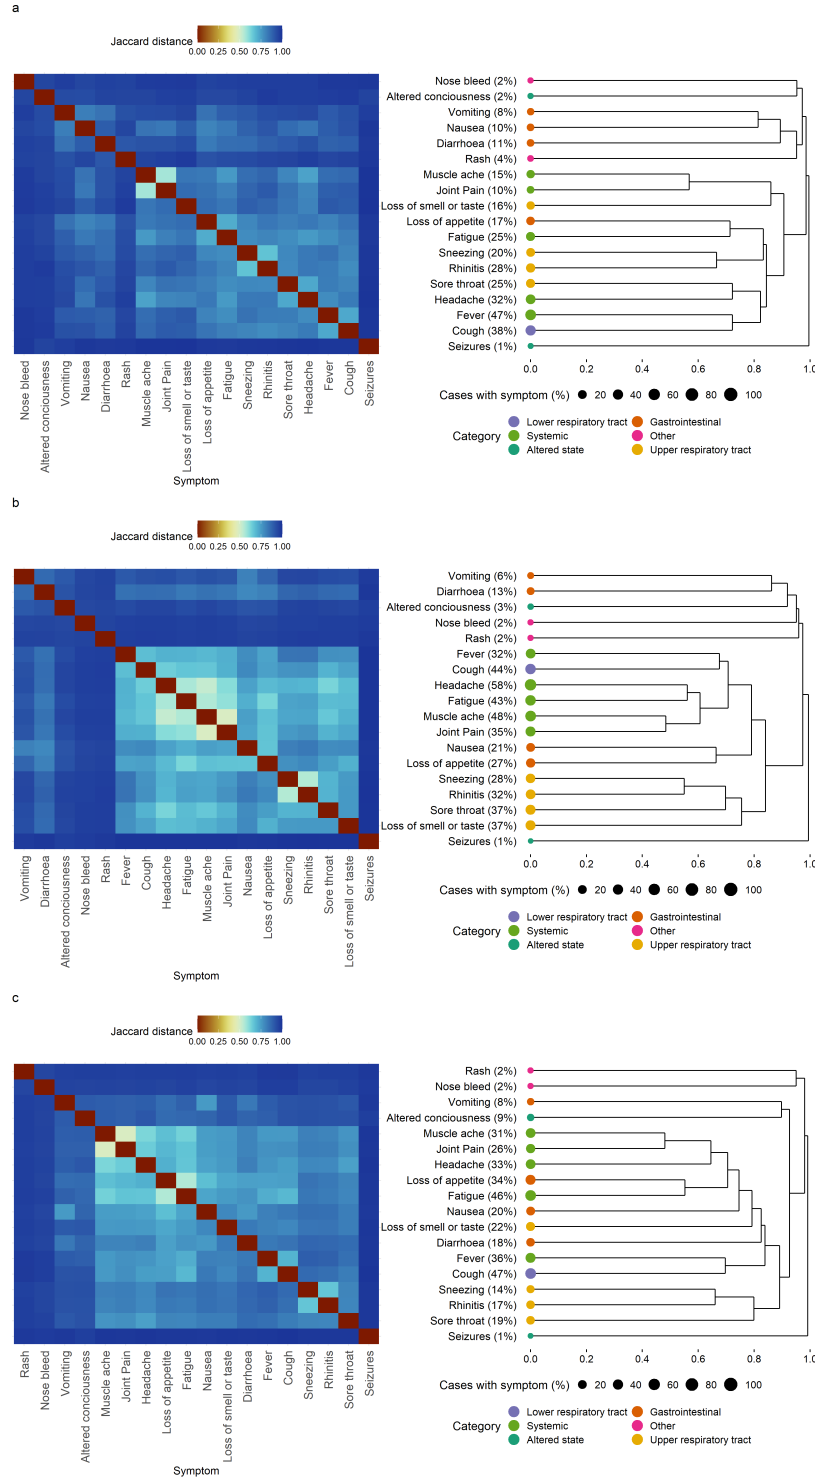 a
Jaccard distance
0.00 0.25 0.50 0.75 1.00
Nose bleed (2%)
Altered conciousness (2%)
Vomiting (8%)
Nausea (10%)
Diarrhoea (11%)
Rash (4%)
Muscle ache (15%)
Joint Pain (10%)
Loss of smell or taste (16%)
Loss of appetite (17%)
Fatigue (25%)
Sneezing (20%)
Rhinitis (28%)
Sore throat (25%)
Headache (32%)
Fever (47%)
Cough (38%)
Seizures (1%)
0.0 0.2 0.4 0.6 0.8 1.0
Nose bleed
Altered conciousness
Vomiting
Nausea
Diarrhoea
Rash
Muscle ache
Joint Pain
Loss of smell or taste
Loss of appetite
Fatigue
Sneezing
Rhinitis
Sore throat
Headache
Fever
Cough
Seizures
Symptom
Cases with symptom (%) 20 40 60 80 100
Category
Lower respiratory tract Gastrointestinal
Systemic Other
Altered state Upper respiratory tract
b
Jaccard distance
0.00 0.25 0.50 0.75 1.00
Vomiting (6%)
Diarrhoea (13%)
Altered conciousness (3%)
Nose bleed (2%)
Rash (2%)
Fever (32%)
Cough (44%)
Headache (58%)
Fatigue (43%)
Muscle ache (48%)
Joint Pain (35%)
Nausea (21%)
Loss of appetite (27%)
Sneezing (28%)
Rhinitis (32%)
Sore throat (37%)
Loss of smell or taste (37%)
Seizures (1%)
0.0 0.2 0.4 0.6 0.8 1.0
Vomiting
Diarrhoea
Altered conciousness
Nose bleed
Rash
Fever
Cough
Headache
Fatigue
Muscle ache
Joint Pain
Nausea
Loss of appetite
Sneezing
Rhinitis
Sore throat
Loss of smell or taste
Seizures
Symptom
Cases with symptom (%) 20 40 60 80 100
Category
Lower respiratory tract Gastrointestinal
Systemic Other
Altered state Upper respiratory tract
c
Jaccard distance
0.00 0.25 0.50 0.75 1.00
Rash (2%)
Nose bleed (2%)
Vomiting (8%)
Altered conciousness (9%)
Muscle ache (31%)
Joint Pain (26%)
Headache (33%)
Loss of appetite (34%)
Fatigue (46%)
Nausea (20%)
Loss of smell or taste (22%)
Diarrhoea (18%)
Fever (36%)
Cough (47%)
Sneezing (14%)
Rhinitis (17%)
Sore throat (19%)
Seizures (1%)
0.0 0.2 0.4 0.6 0.8 1.0
Rash
Nose bleed
Vomiting
Altered conciousness
Muscle ache
Joint Pain
Headache
Loss of appetite
Fatigue
Nausea
Loss of smell or taste
Diarrhoea
Fever
Cough
Sneezing
Rhinitis
Sore throat
Seizures
Symptom
Cases with symptom (%) 20 40 60 80 100
Category
Lower respiratory tract Gastrointestinal
Systemic Other
Altered state Upper respiratory tract